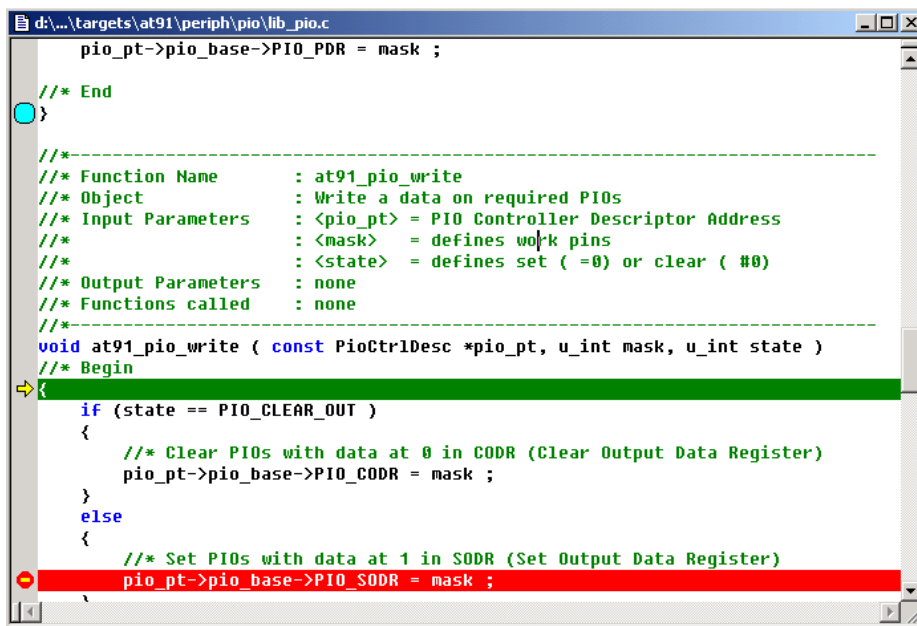 d:\...\targets\at91\periph\pio\lib_pio.c
pio_pt->pio_base->PIO_PDR = mask ;
//* End
}
//*----------------------------------------------------------------------------
//* Function Name       : at91_pio_write
//* Object              : Write a data on required PIOs
//* Input Parameters    : <pio_pt> = PIO Controller Descriptor Address
//*                     : <mask>   = defines work pins
//*                     : <state>  = defines set ( =0) or clear ( #0)
//* Output Parameters   : none
//* Functions called    : none
//*----------------------------------------------------------------------------
void at91_pio_write ( const PioCtrlDesc *pio_pt, u_int mask, u_int state )
//* Begin
{
    if (state == PIO_CLEAR_OUT )
    {
        //* Clear PIOs with data at 0 in CODR (Clear Output Data Register)
        pio_pt->pio_base->PIO_CODR = mask ;
    }
    else
    {
        //* Set PIOs with data at 1 in SODR (Set Output Data Register)
        pio_pt->pio_base->PIO_SODR = mask ;